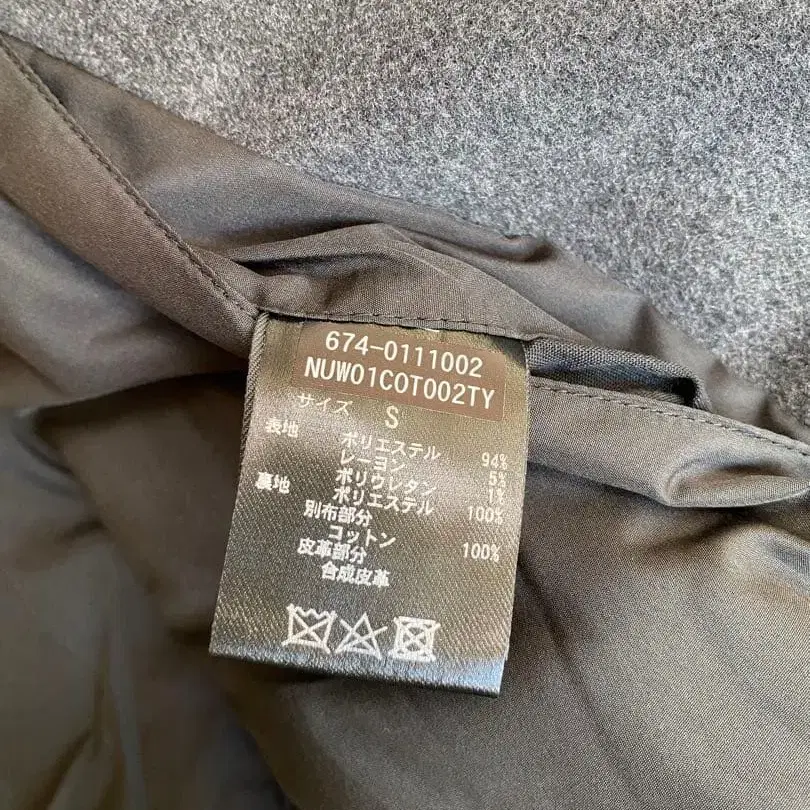 674-0111002
NUW01COT002TY
サイズ S
表地 ポリエステル 94%
レーヨン 5%
ポリウレタン 1%
裏地 ポリエステル 100%
別布部分
コットン 100%
皮革部分
合成皮革